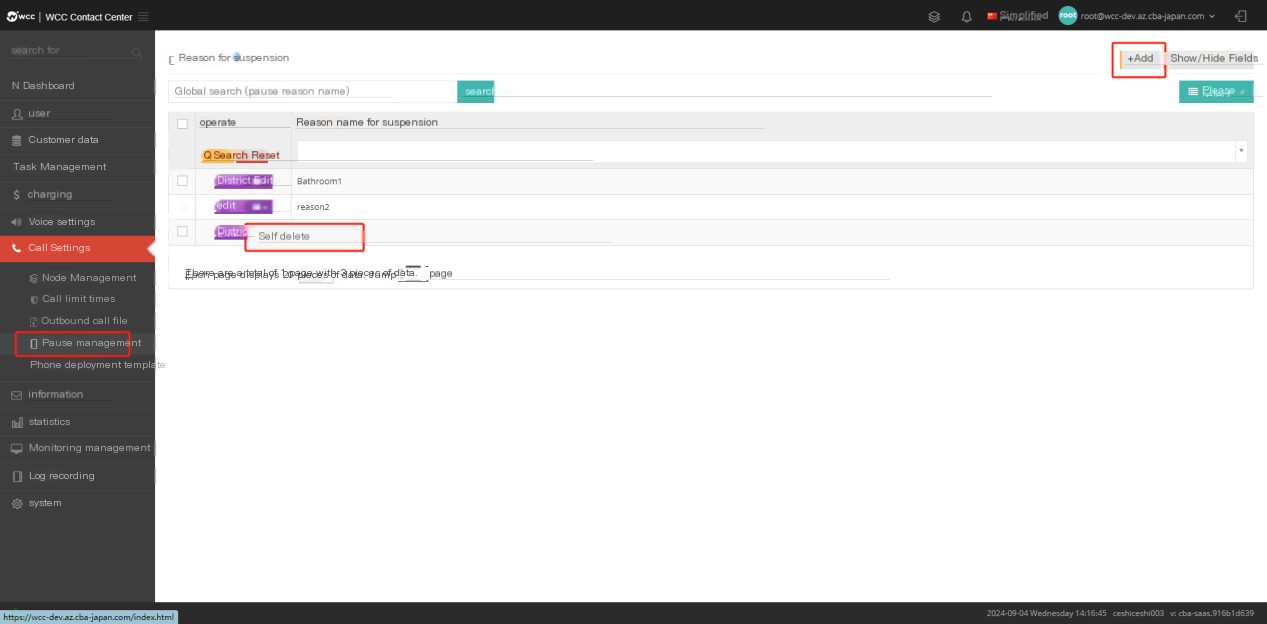 wcc | WCC Contact Center
Simplified
root
root@wcc-dev.az.cba-japan.com
search for
N Dashboard
user
Customer data
Task Management
$ charging
Voice settings
Call Settings
Node Management
Call limit times
Outbound call file
Pause management
Phone deployment template
information
statistics
Monitoring management
Log recording
system
Reason for suspension
+Add
Show/Hide Fields
Global search (pause reason name)
search
Please
operate
Reason name for suspension
Q Search Reset
District Edit
Bathroom1
edit
reason2
Self delete
There are a total of 1 page with 3 pieces of data.
Each page displays 20 pieces of data. Jump
page
2024-09-04 Wednesday 14:16:45 ceshiceshi003 v: cba-saas.916b1d639
https://wcc-dev.az.cba-japan.com/index.html